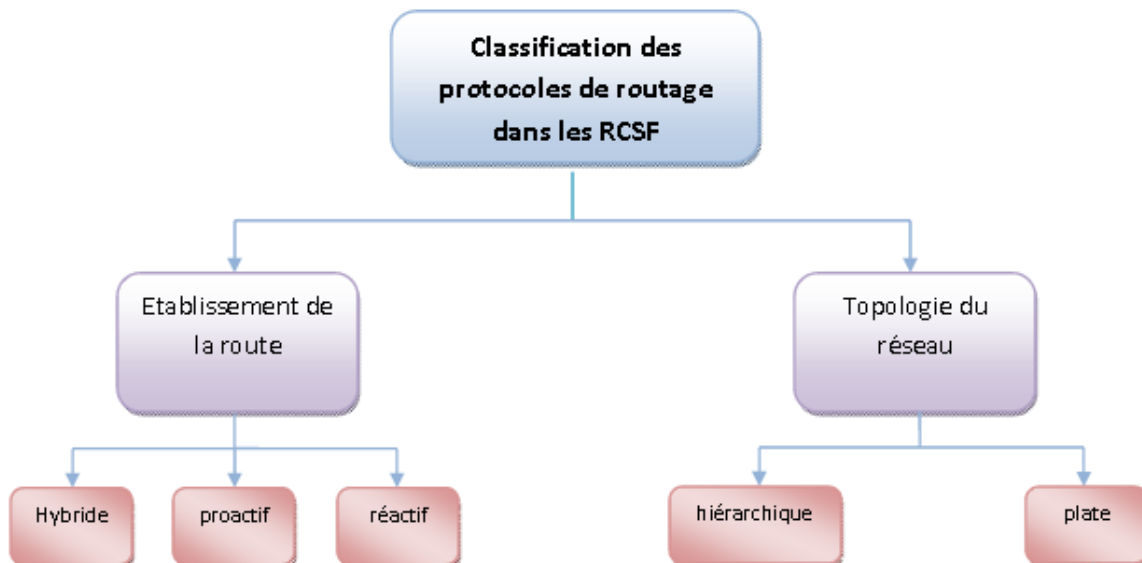 Classification des
protocoles de routage
dans les RCSF
Etablissement de
la route
Topologie du
réseau
Hybride
proactif
réactif
hiérarchique
plate